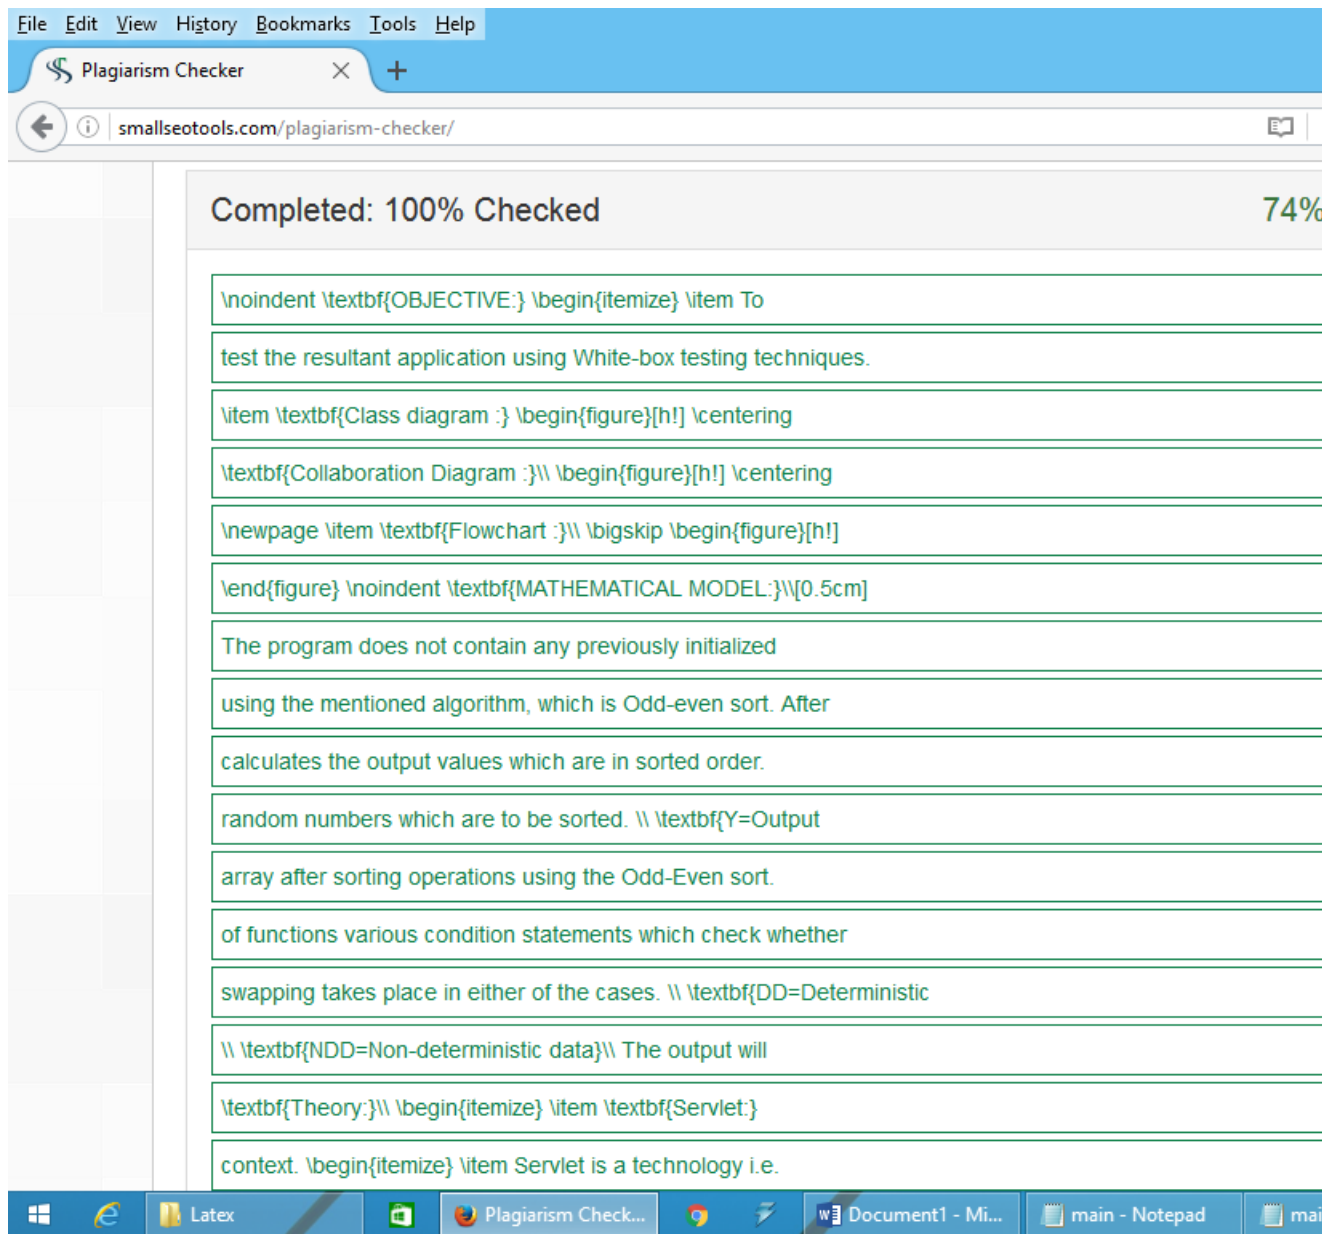 File Edit View History Bookmarks Tools Help
Plagiarism Checker
smallseotools.com/plagiarism-checker/
Completed: 100% Checked 74%
\noindent \textbf{OBJECTIVE:} \begin{itemize} \item To
test the resultant application using White-box testing techniques.
\item \textbf{Class diagram :} \begin{figure}[h!] \centering
\textbf{Collaboration Diagram :}\\ \begin{figure}[h!] \centering
\newpage \item \textbf{Flowchart :}\\ \bigskip \begin{figure}[h!]
\end{figure} \noindent \textbf{MATHEMATICAL MODEL:}\\[0.5cm]
The program does not contain any previously initialized
using the mentioned algorithm, which is Odd-even sort. After
calculates the output values which are in sorted order.
random numbers which are to be sorted. \\ \textbf{Y=Output
array after sorting operations using the Odd-Even sort.
of functions various condition statements which check whether
swapping takes place in either of the cases. \\ \textbf{DD=Deterministic
\\ \textbf{NDD=Non-deterministic data}\\ The output will
\textbf{Theory:}\\ \begin{itemize} \item \textbf{Servlet:}
context. \begin{itemize} \item Servlet is a technology i.e.
Latex Plagiarism Check... Document1 - Mi... main - Notepad mai